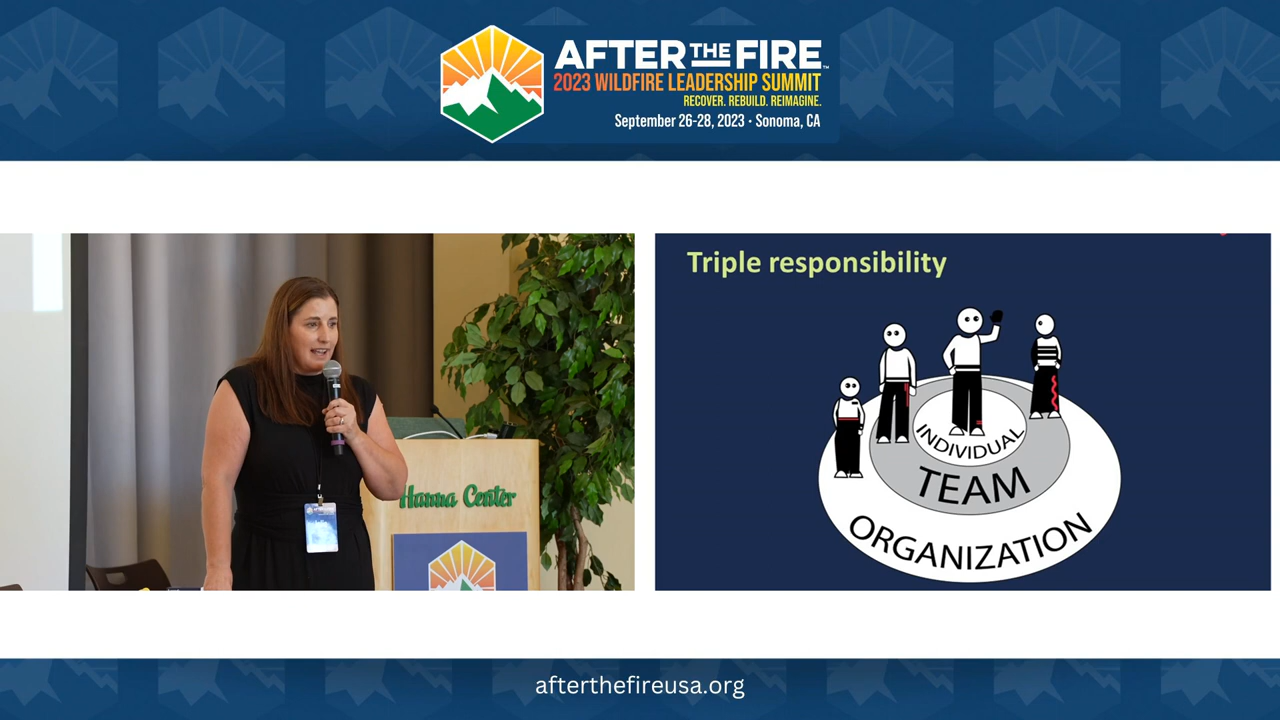 AFTER THE FIRE™
2023 WILDFIRE LEADERSHIP SUMMIT
RECOVER. REBUILD. REIMAGINE.
September 26-28, 2023 • Sonoma, CA
Hanna Center
Triple responsibility
INDIVIDUAL
TEAM
ORGANIZATION
afterthefireusa.org